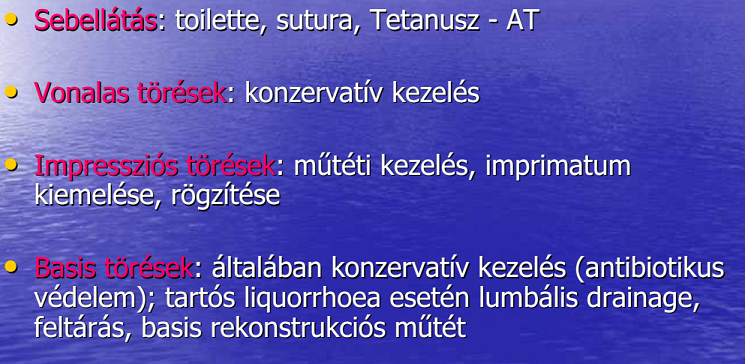 • Sebellátás: toilette, sutura, Tetanusz - AT
• Vonalas törések: konzervatív kezelés
• Impressziós törések: műtéti kezelés, imprimatum
kiemelése, rögzítése
• Basis törések: általában konzervatív kezelés (antibiotikus
védelem); tartós liquorrhoea esetén lumbális drainage,
feltárás, basis rekonstrukciós műtét